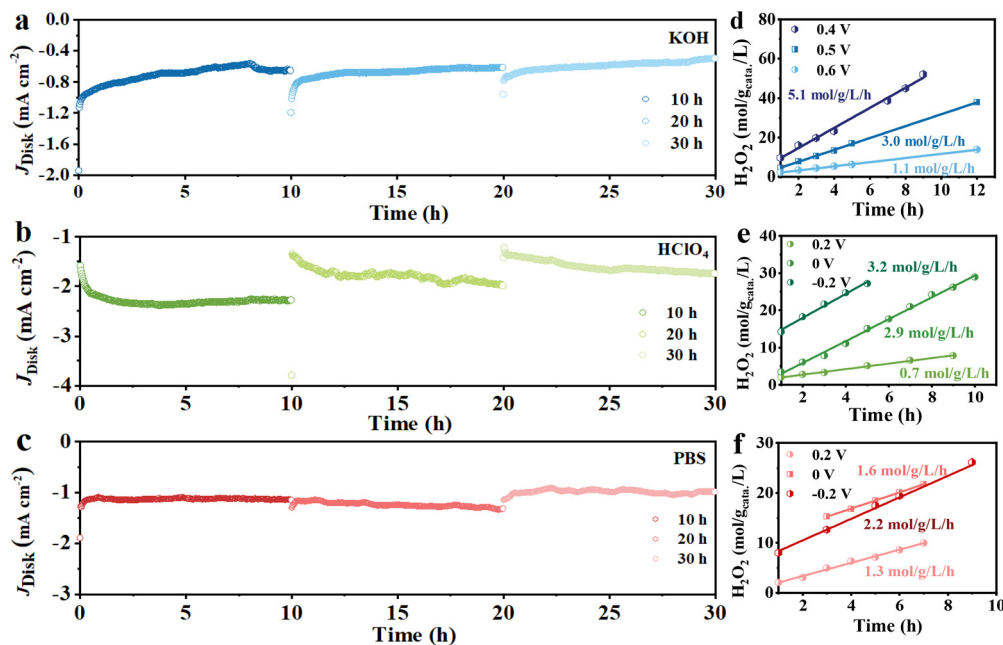 a
0.0
-0.4
-0.8
-1.2
-1.6
-2.0
J_Disk (mA cm⁻²)
KOH
10 h
20 h
30 h
0 5 10 15 20 25 30
Time (h)
b
-1
-2
-3
-4
J_Disk (mA cm⁻²)
HClO₄
10 h
20 h
30 h
0 5 10 15 20 25 30
Time (h)
c
0
-1
-2
-3
J_Disk (mA cm⁻²)
PBS
10 h
20 h
30 h
0 5 10 15 20 25 30
Time (h)
d
80
60
40
20
0
H₂O₂ (mol/g_cata./L)
0.4 V
0.5 V
0.6 V
5.1 mol/g/L/h
3.0 mol/g/L/h
1.1 mol/g/L/h
2 4 6 8 10 12
Time (h)
e
40
30
20
10
0
H₂O₂ (mol/g_cata./L)
0.2 V
0 V
-0.2 V
3.2 mol/g/L/h
2.9 mol/g/L/h
0.7 mol/g/L/h
2 4 6 8 10
Time (h)
f
30
20
10
0
H₂O₂ (mol/g_cata./L)
0.2 V
0 V
-0.2 V
1.6 mol/g/L/h
2.2 mol/g/L/h
1.3 mol/g/L/h
2 4 6 8 10
Time (h)